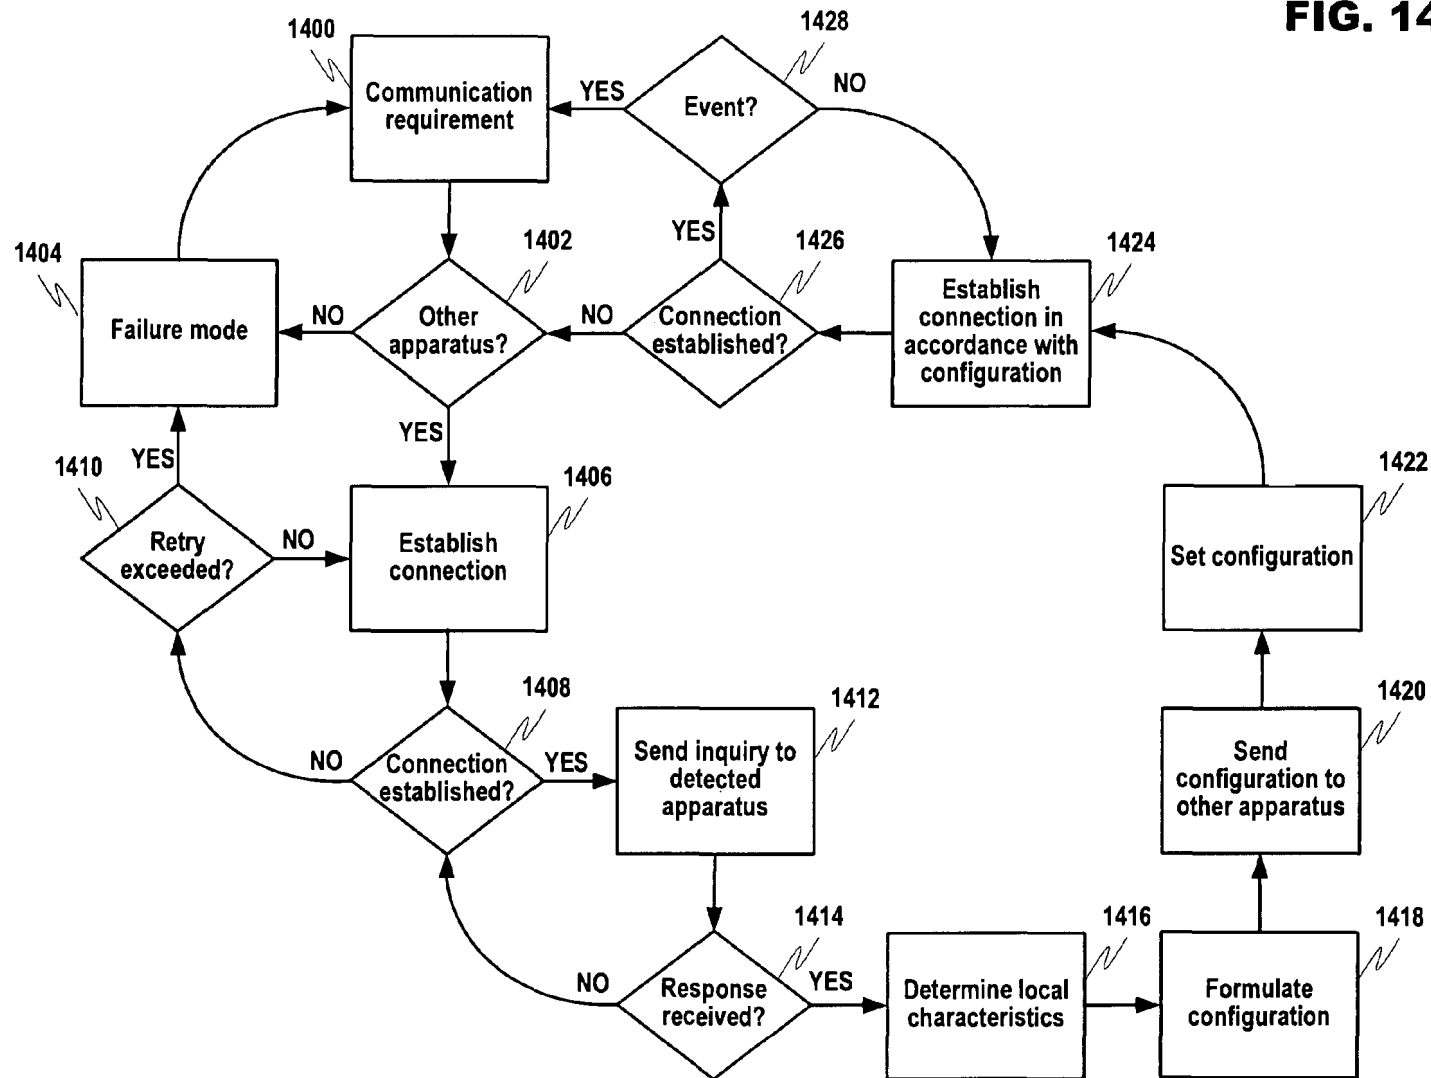 FIG. 14
1400
1428
Communication
requirement
YES
Event?
NO
1404
1402
YES
1426
1424
Failure mode
NO
Other
apparatus?
NO
Connection
established?
Establish
connection in
accordance with
configuration
YES
YES
1410
1406
1422
Retry
exceeded?
NO
Establish
connection
Set configuration
1408
1412
1420
NO
Connection
established?
YES
Send inquiry to
detected
apparatus
Send
configuration to
other apparatus
1414
1416
1418
NO
Response
received?
YES
Determine local
characteristics
Formulate
configuration